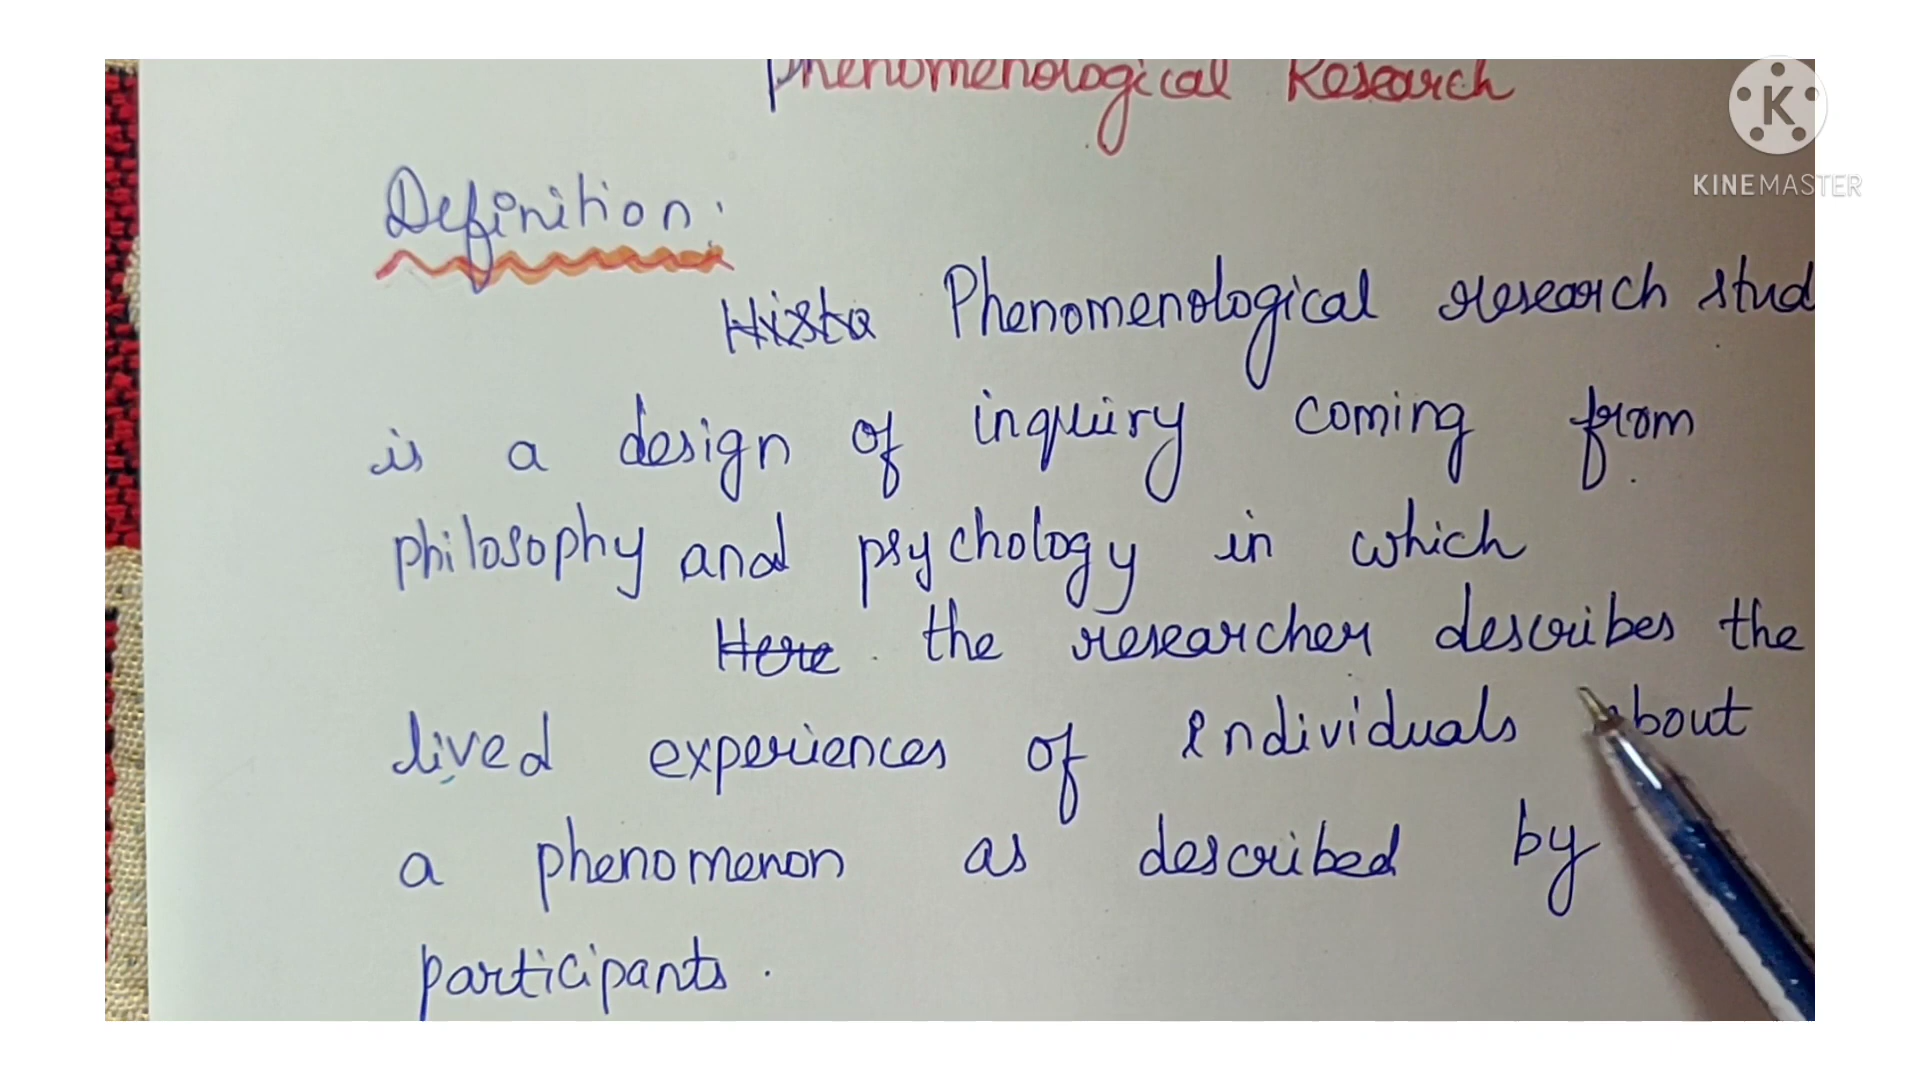 Phenomenological Research
KINEMASTER
Definition:
Hista Phenomenological research stud
is a design of inquiry coming from
philosophy and psychology in which
Here the researcher describes the
lived experiences of Individuals about
a phenomenon as described by
participants.